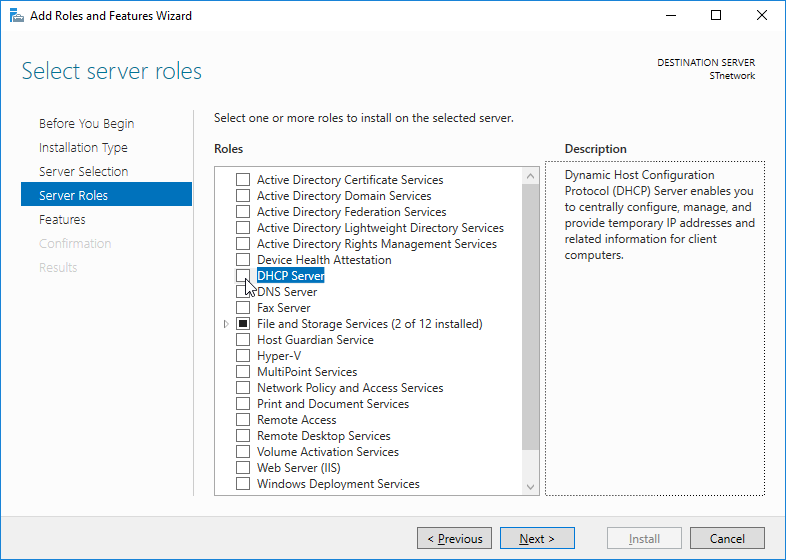 Add Roles and Features Wizard
Select server roles
DESTINATION SERVER
STnetwork
Before You Begin
Installation Type
Server Selection
Server Roles
Features
Confirmation
Results
Select one or more roles to install on the selected server.
Roles
Active Directory Certificate Services
Active Directory Domain Services
Active Directory Federation Services
Active Directory Lightweight Directory Services
Active Directory Rights Management Services
Device Health Attestation
DHCP Server
DNS Server
Fax Server
File and Storage Services (2 of 12 installed)
Host Guardian Service
Hyper-V
MultiPoint Services
Network Policy and Access Services
Print and Document Services
Remote Access
Remote Desktop Services
Volume Activation Services
Web Server (IIS)
Windows Deployment Services
Description
Dynamic Host Configuration
Protocol (DHCP) Server enables you
to centrally configure, manage, and
provide temporary IP addresses and
related information for client
computers.
< Previous
Next >
Install
Cancel